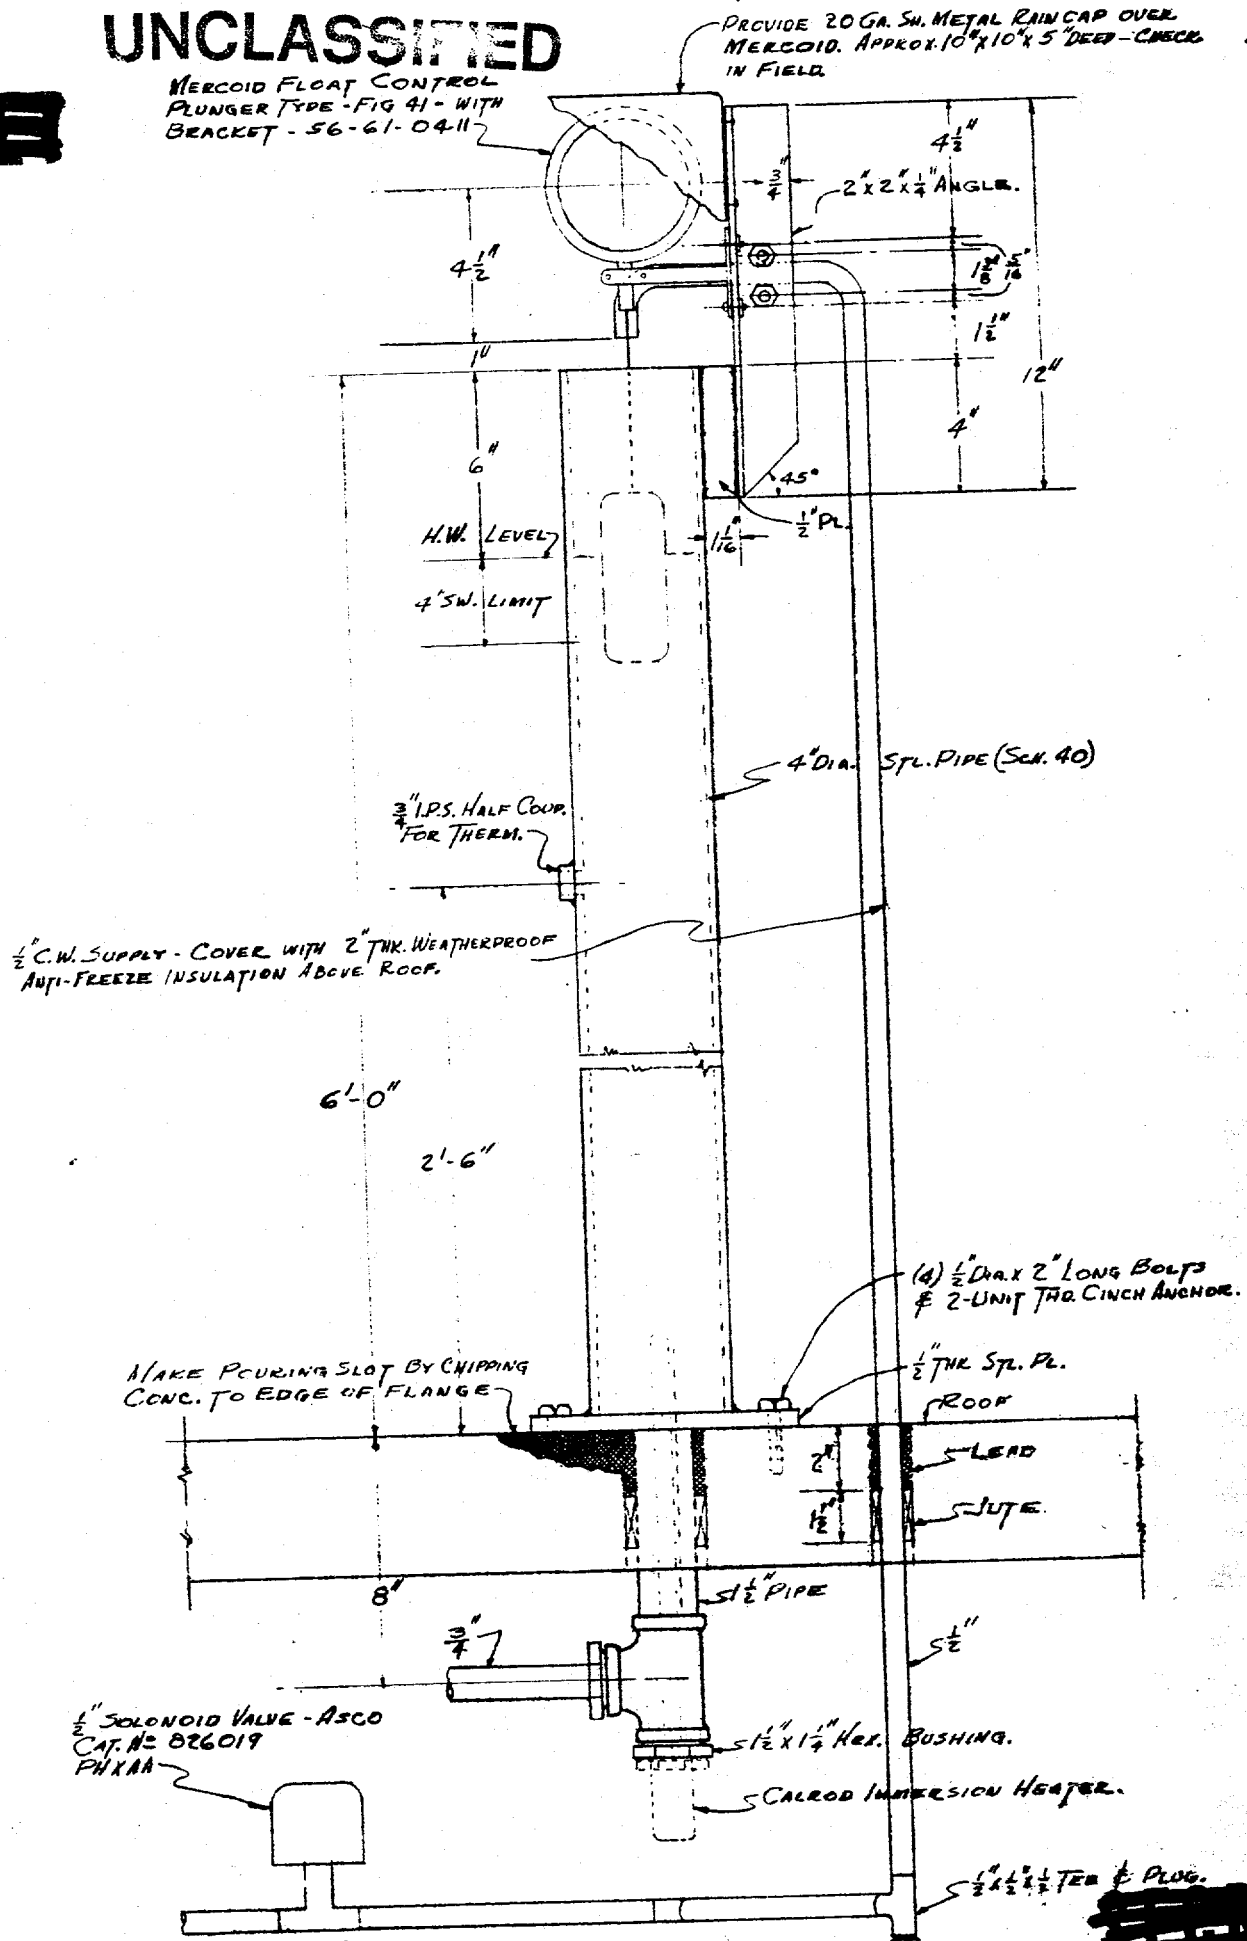 UNCLASSIFIED
PROVIDE 20 GA. SH. METAL RAIN CAP OVER
MERCOID. APPROX. 10" X 10" X 5" DEEP - CHECK
IN FIELD
MERCOID FLOAT CONTROL
PLUNGER TYPE - FIG 41 - WITH
BRACKET - 56-61-0411
4 1/2"
3/4"
2" X 2" X 1/4" ANGLE.
4 1/2"
5/16"
1 1/2"
1"
12"
6"
4"
45°
1/2" PL.
1 1/16"
H.W. LEVEL
4" SW. LIMIT
4" DIA. STL. PIPE (SCH. 40)
3/4" I.P.S. HALF COUP.
FOR THERM.
1/2" C.W. SUPPLY - COVER WITH 2" THK. WEATHERPROOF
ANTI-FREEZE INSULATION ABOVE ROOF.
6'-0"
2'-6"
(4) 1/2" DIA. X 2" LONG BOLTS
& 2-UNIT THD. CINCH ANCHOR.
MAKE POURING SLOT BY CHIPPING
CONC. TO EDGE OF FLANGE
1/2" THK STL. PL.
ROOF
2"
LEAD
JUTE
8"
1 1/2" PIPE
3/4"
1/2"
1/2" SOLONOID VALVE - ASCO
CAT. No 826019
PHXAA
1 1/2" X 1 1/4" HEX. BUSHING.
CALROD IMMERSION HEATER.
1/2" X 1/2" X 1/2 TEE & PLUG.